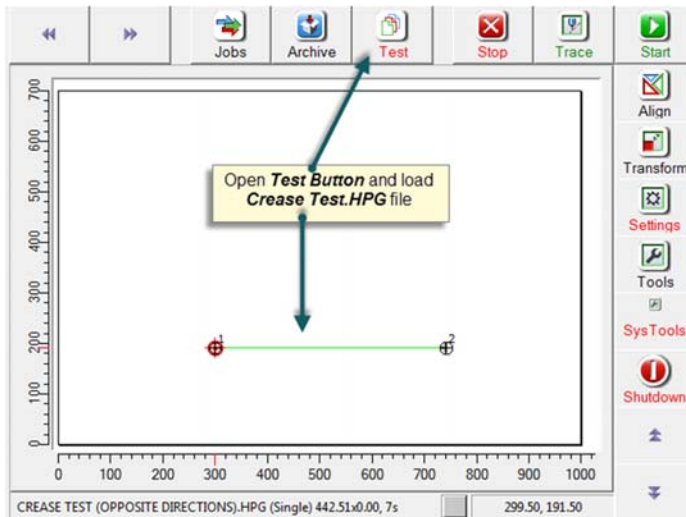 Jobs Archive Test Stop Trace Start
Align
Transform
Settings
Tools
SysTools
Shutdown
Open Test Button and load
Crease Test.HPG file
700
600
500
400
300
200
100
0
1
2
0 100 200 300 400 500 600 700 800 900 1000
CREASE TEST (OPPOSITE DIRECTIONS).HPG (Single) 442.51x0.00, 7s
299.50, 191.50